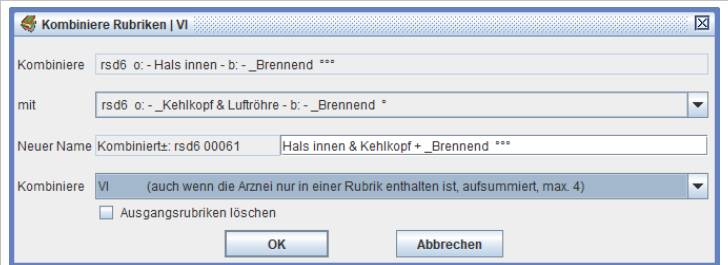 Kombiniere Rubriken | VI
Kombiniere rsd6 o: - Hals innen - b: - _Brennend °°°
mit rsd6 o: - _Kehlkopf & Luftröhre - b: - _Brennend °
Neuer Name Kombiniert±: rsd6 00061 Hals innen & Kehlkopf + _Brennend °°°
Kombiniere VI (auch wenn die Arznei nur in einer Rubrik enthalten ist, aufsummiert, max. 4)
Ausgangsrubriken löschen
OK Abbrechen